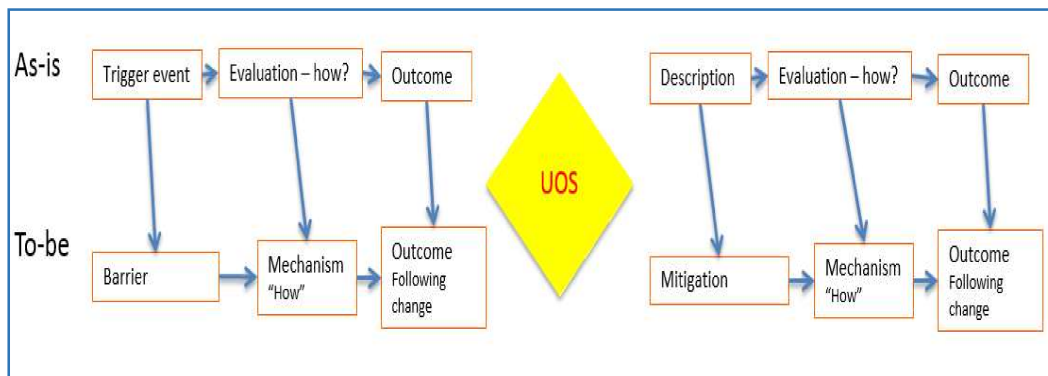 As-is
Trigger event
Evaluation – how?
Outcome
Description
Evaluation – how?
Outcome
UOS
To-be
Barrier
Mechanism
"How"
Outcome
Following
change
Mitigation
Mechanism
"How"
Outcome
Following
change